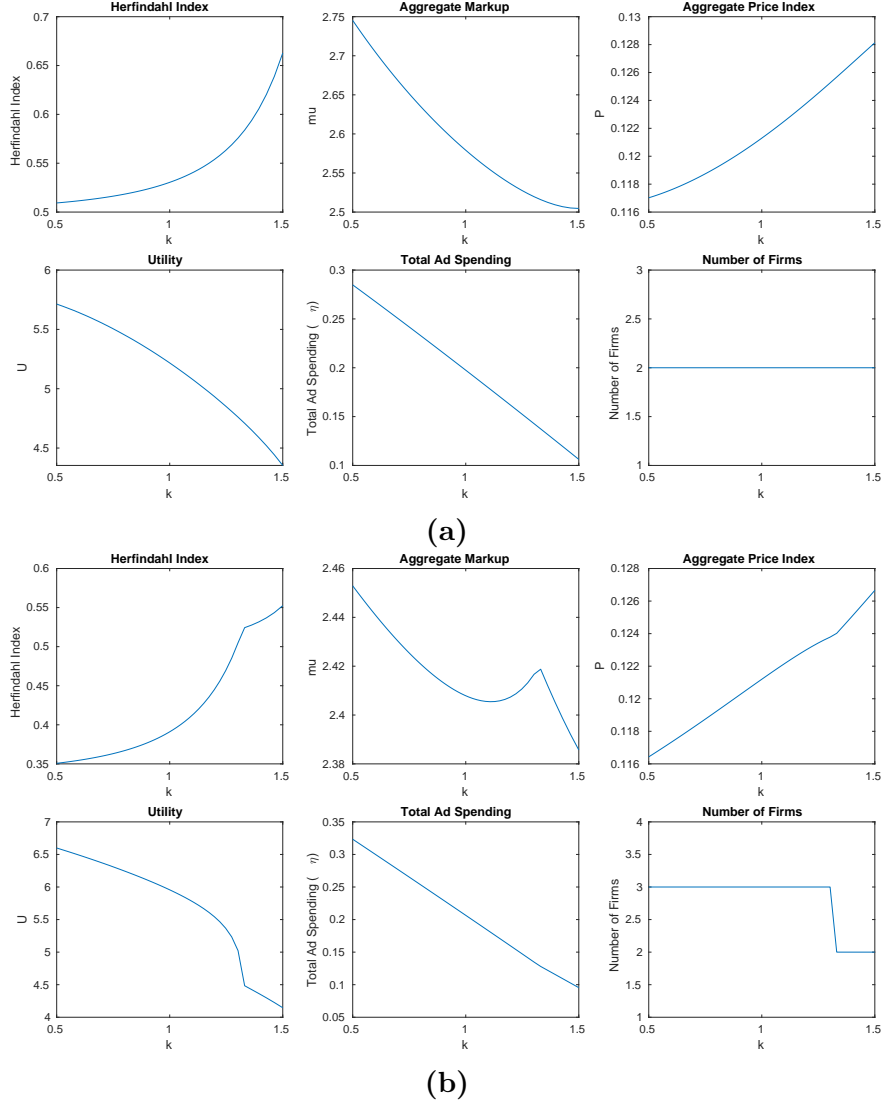 Herfindahl Index
Herfindahl Index
0.7
0.65
0.6
0.55
0.5
0.5
1
1.5
k
Aggregate Markup
mu
2.75
2.7
2.65
2.6
2.55
2.5
0.5
1
1.5
k
Aggregate Price Index
P
0.13
0.128
0.126
0.124
0.122
0.12
0.118
0.116
0.5
1
1.5
k
Utility
U
6
5.5
5
4.5
0.5
1
1.5
k
Total Ad Spending
Total Ad Spending ( η)
0.3
0.2
0.1
0.5
1
1.5
k
Number of Firms
Number of Firms
3
2.5
2
1.5
1
0.5
1
1.5
k
(a)
Herfindahl Index
Herfindahl Index
0.6
0.55
0.5
0.45
0.4
0.35
0.5
1
1.5
k
Aggregate Markup
mu
2.46
2.44
2.42
2.4
2.38
0.5
1
1.5
k
Aggregate Price Index
P
0.128
0.126
0.124
0.122
0.12
0.118
0.116
0.5
1
1.5
k
Utility
U
7
6.5
6
5.5
5
4.5
4
0.5
1
1.5
k
Total Ad Spending
Total Ad Spending ( η)
0.35
0.3
0.25
0.2
0.15
0.1
0.05
0.5
1
1.5
k
Number of Firms
Number of Firms
4
3.5
3
2.5
2
1.5
1
0.5
1
1.5
k
(b)